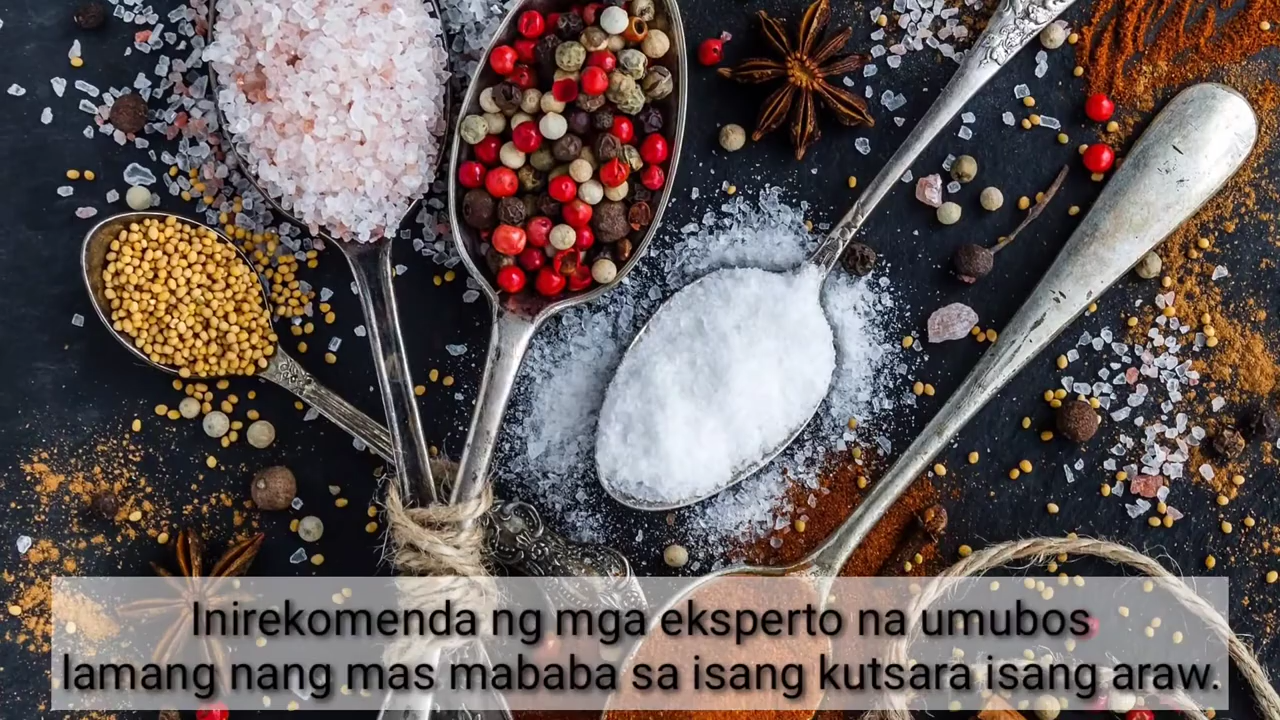 Inirekomenda ng mga eksperto na umubos
lamang nang mas mababa sa isang kutsara isang araw.